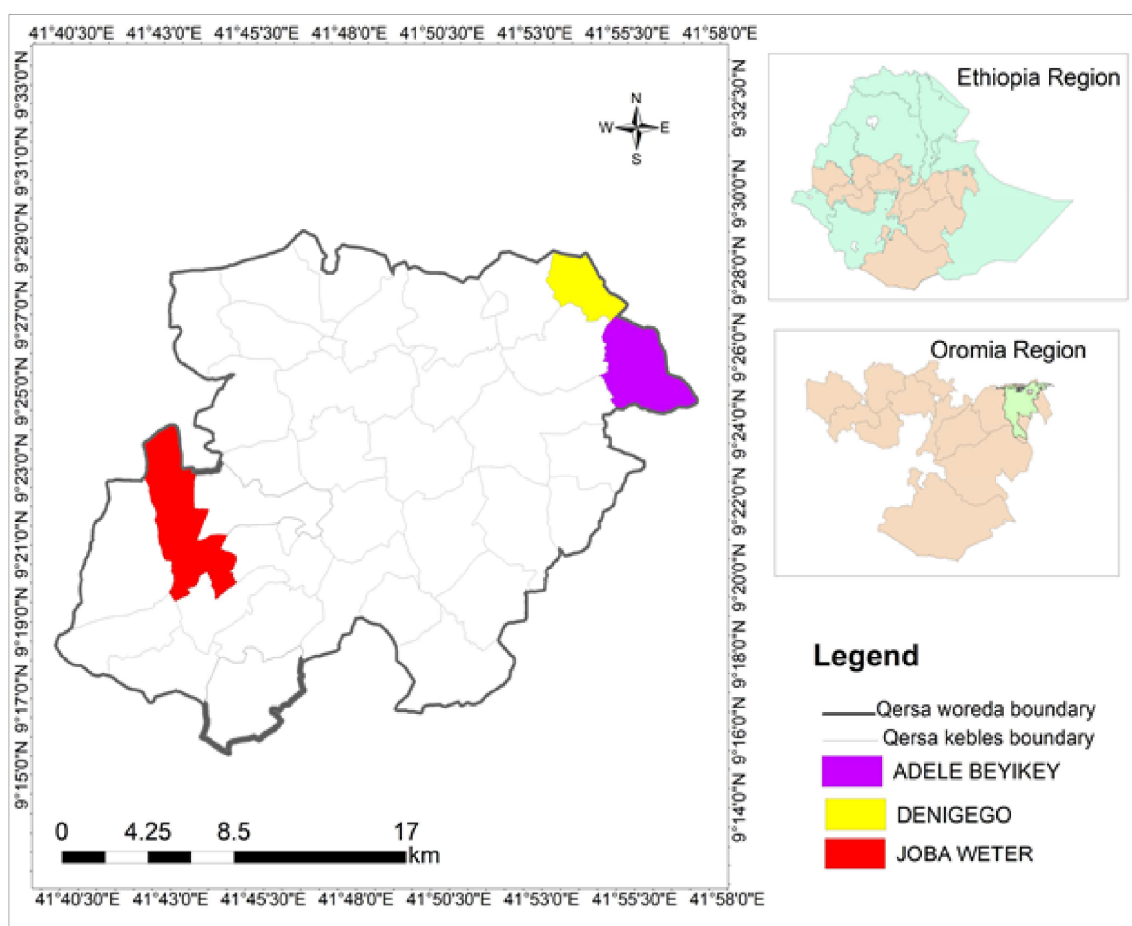 41°40'30"E 41°43'0"E 41°45'30"E 41°48'0"E 41°50'30"E 41°53'0"E 41°55'30"E 41°58'0"E
9°33'0"N
9°31'0"N
9°29'0"N
9°27'0"N
9°25'0"N
9°23'0"N
9°21'0"N
9°19'0"N
9°17'0"N
9°15'0"N
N
W E
S
9°32'30"N
9°30'0"N
9°28'0"N
9°26'0"N
9°24'0"N
9°22'0"N
9°20'0"N
9°18'0"N
9°16'0"N
9°14'0"N
0 4.25 8.5 17
km
41°40'30"E 41°43'0"E 41°45'30"E 41°48'0"E 41°50'30"E 41°53'0"E 41°55'30"E 41°58'0"E
Ethiopia Region
Oromia Region
Legend
Qersa woreda boundary
Qersa kebles boundary
ADELE BEYIKEY
DENIGEGO
JOBA WETER